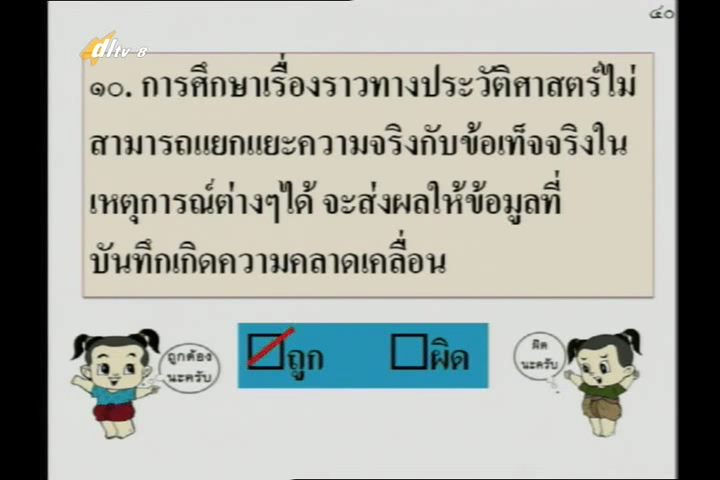 ๔๐
dltv-8
๑๐. การศึกษาเรื่องราวทางประวัติศาสตร์ไม่
สามารถแยกแยะความจริงกับข้อเท็จจริงใน
เหตุการณ์ต่างๆได้ จะส่งผลให้ข้อมูลที่
บันทึกเกิดความคลาดเคลื่อน
ถูกต้อง
นะครับ
ถูก
ผิด
ผิด
นะครับ